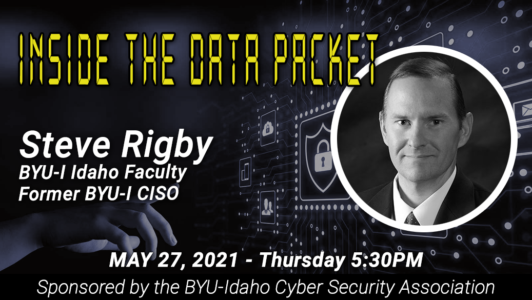 INSIDE THE DATA PACKET
Steve Rigby
BYU-I Idaho Faculty
Former BYU-I CISO
MAY 27, 2021 - Thursday 5:30PM
Sponsored by the BYU-Idaho Cyber Security Association